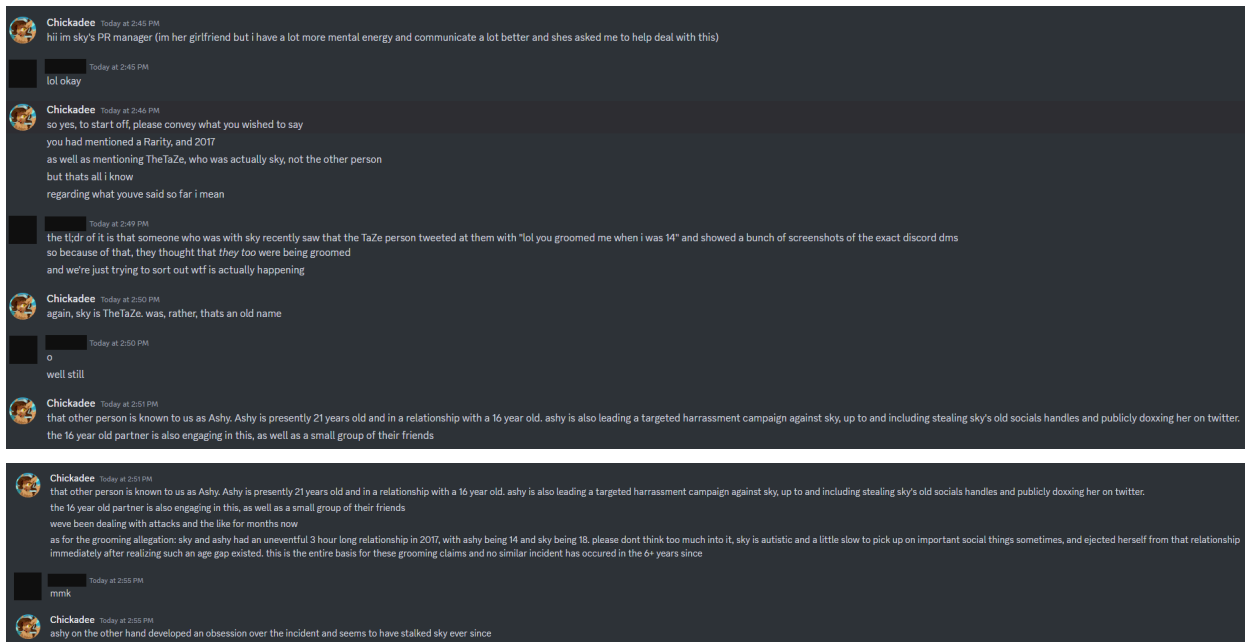 Chickadee Today at 2:45 PM
hii im sky's PR manager (im her girlfriend but i have a lot more mental energy and communicate a lot better and shes asked me to help deal with this)
Today at 2:45 PM
lol okay
Chickadee Today at 2:46 PM
so yes, to start off, please convey what you wished to say
you had mentioned a Rarity, and 2017
as well as mentioning TheTaZe, who was actually sky, not the other person
but thats all i know
regarding what youve said so far i mean
Today at 2:49 PM
the tl;dr of it is that someone who was with sky recently saw that the TaZe person tweeted at them with "lol you groomed me when i was 14" and showed a bunch of screenshots of the exact discord dms
so because of that, they thought that they too were being groomed
and we're just trying to sort out wtf is actually happening
Chickadee Today at 2:50 PM
again, sky is TheTaZe. was, rather, thats an old name
Today at 2:50 PM
o
well still
Chickadee Today at 2:51 PM
that other person is known to us as Ashy. Ashy is presently 21 years old and in a relationship with a 16 year old. ashy is also leading a targeted harrassment campaign against sky, up to and including stealing sky's old socials handles and publicly doxxing her on twitter.
the 16 year old partner is also engaging in this, as well as a small group of their friends
Chickadee Today at 2:51 PM
that other person is known to us as Ashy. Ashy is presently 21 years old and in a relationship with a 16 year old. ashy is also leading a targeted harrassment campaign against sky, up to and including stealing sky's old socials handles and publicly doxxing her on twitter.
the 16 year old partner is also engaging in this, as well as a small group of their friends
weve been dealing with attacks and the like for months now
as for the grooming allegation: sky and ashy had an uneventful 3 hour long relationship in 2017, with ashy being 14 and sky being 18. please dont think too much into it, sky is autistic and a little slow to pick up on important social things sometimes, and ejected herself from that relationship
immediately after realizing such an age gap existed. this is the entire basis for these grooming claims and no similar incident has occured in the 6+ years since
Today at 2:55 PM
mmk
Chickadee Today at 2:55 PM
ashy on the other hand developed an obsession over the incident and seems to have stalked sky ever since